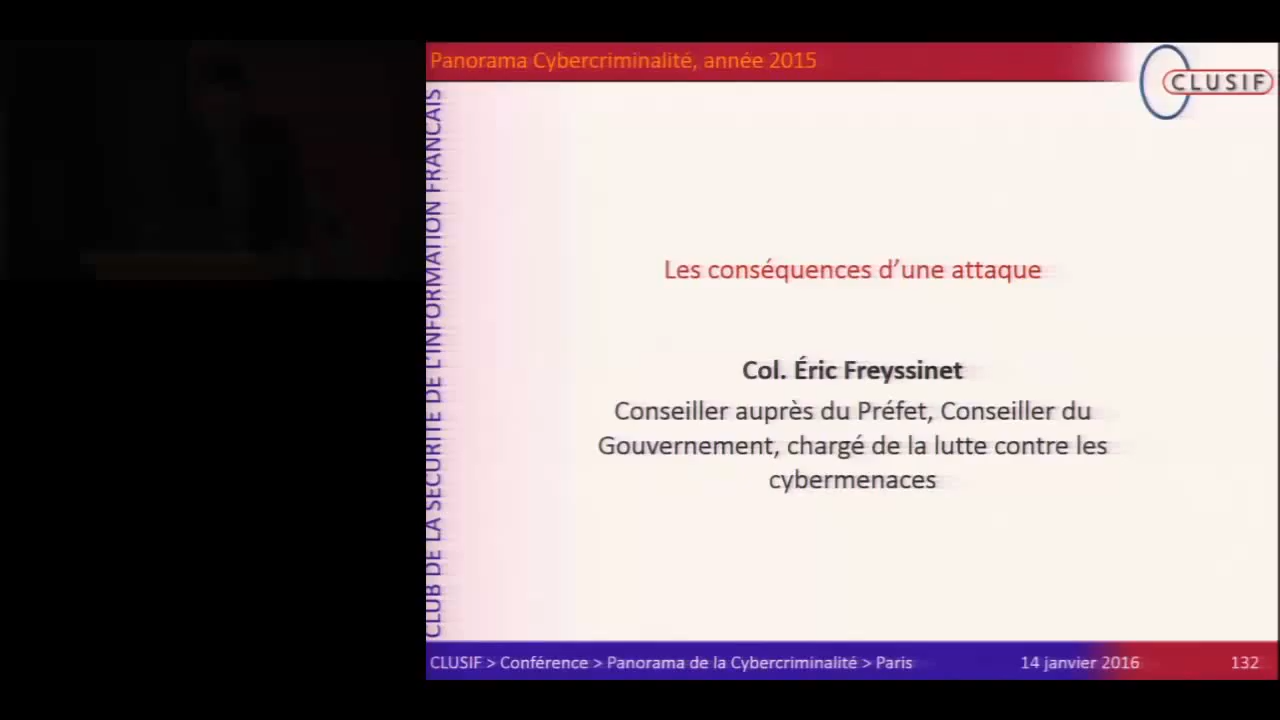 Panorama Cybercriminalité, année 2015
CLUSIF
CLUB DE LA SECURITE DE L'INFORMATION FRANCAIS
Les conséquences d’une attaque
Col. Éric Freyssinet
Conseiller auprès du Préfet, Conseiller du
Gouvernement, chargé de la lutte contre les
cybermenaces
CLUSIF > Conférence > Panorama de la Cybercriminalité > Paris
14 janvier 2016
132